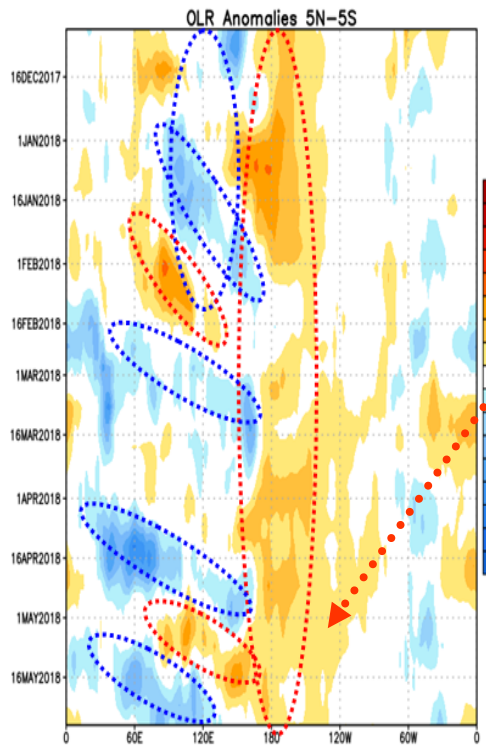 OLR Anomalies 5N-5S
16DEC2017
1JAN2018
16JAN2018
1FEB2018
16FEB2018
1MAR2018
16MAR2018
1APR2018
16APR2018
1MAY2018
16MAY2018
0 60E 120E 180 120W 60W 0